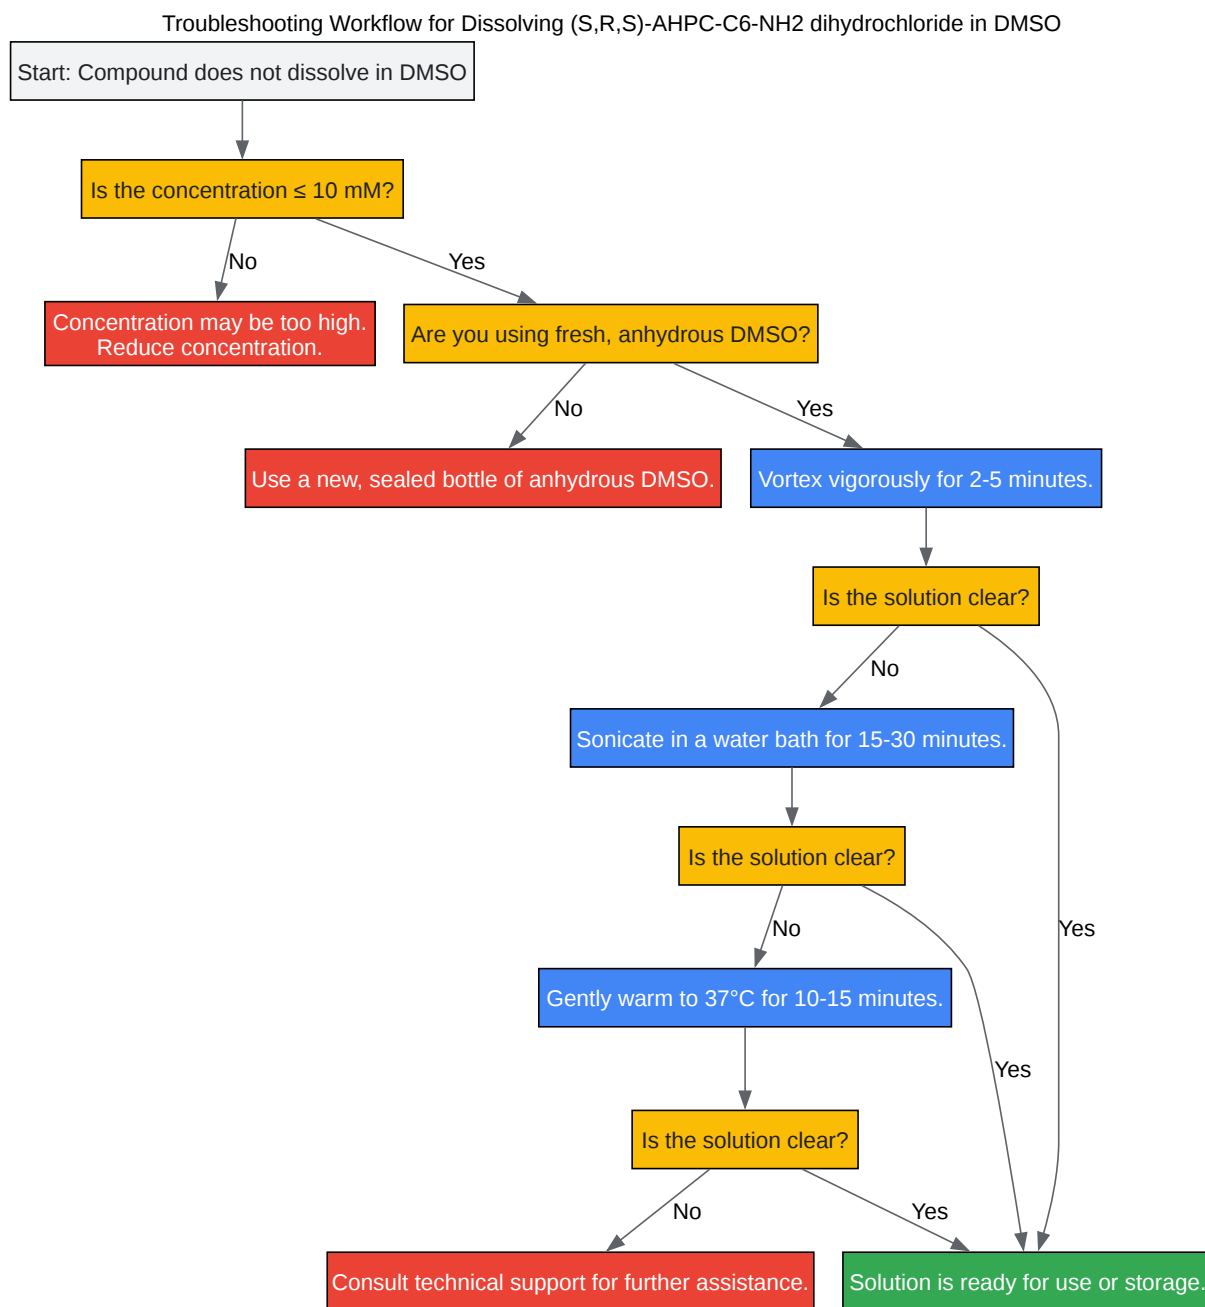 Troubleshooting Workflow for Dissolving (S,R,S)-AHPC-C6-NH2 dihydrochloride in DMSO
Start: Compound does not dissolve in DMSO
Is the concentration ≤ 10 mM?
No
Yes
Concentration may be too high.
Reduce concentration.
Are you using fresh, anhydrous DMSO?
No
Yes
Use a new, sealed bottle of anhydrous DMSO.
Vortex vigorously for 2-5 minutes.
Is the solution clear?
No
Sonicate in a water bath for 15-30 minutes.
Is the solution clear?
No
Yes
Gently warm to 37°C for 10-15 minutes.
Yes
Is the solution clear?
No
Yes
Consult technical support for further assistance.
Solution is ready for use or storage.